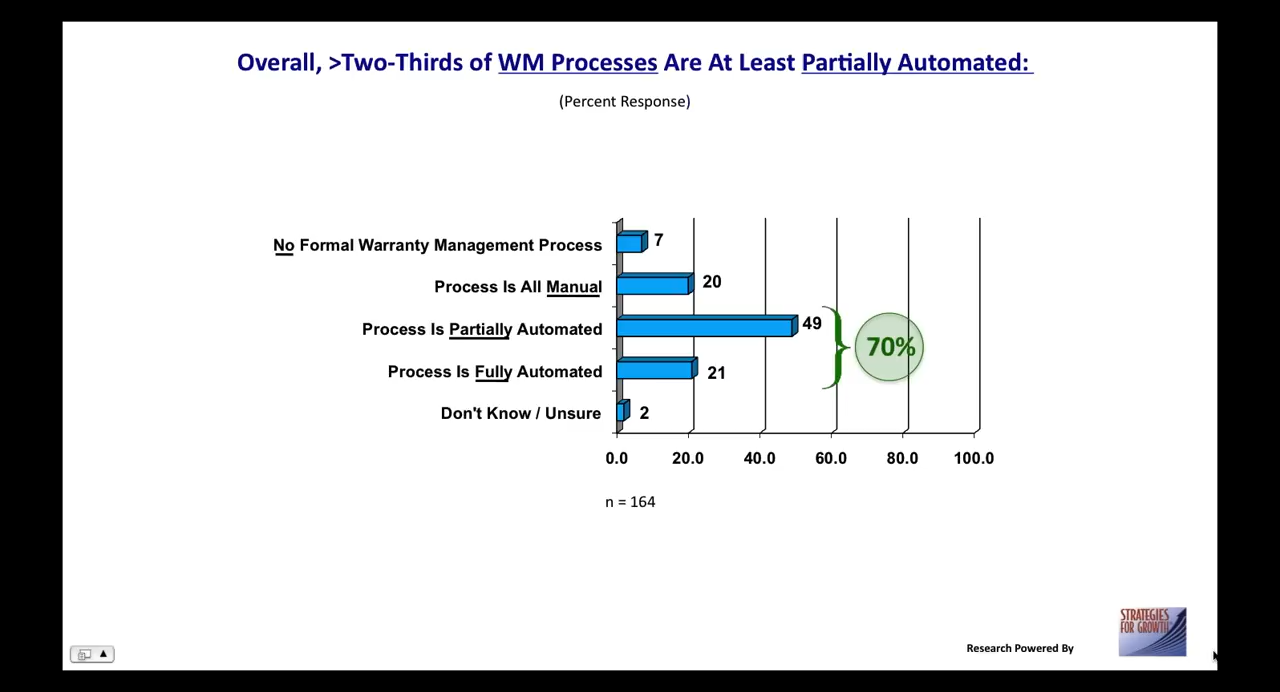 Overall, >Two-Thirds of WM Processes Are At Least Partially Automated:
(Percent Response)
No Formal Warranty Management Process 7
Process Is All Manual 20
Process Is Partially Automated 49
70%
Process Is Fully Automated 21
Don't Know / Unsure 2
0.0 20.0 40.0 60.0 80.0 100.0
n = 164
STRATEGIES
FOR GROWTH
Research Powered By